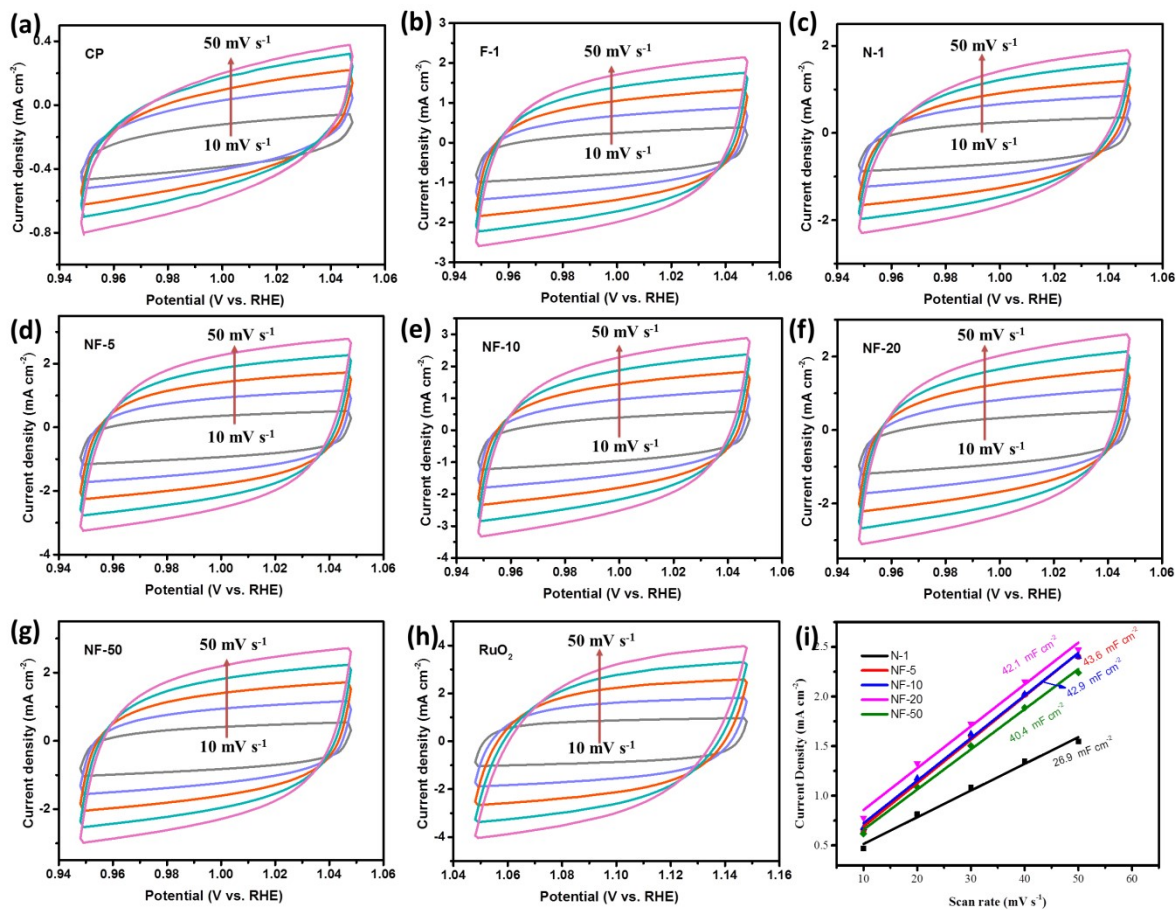 (a)
CP
50 mV s⁻¹
10 mV s⁻¹
0.4
0.0
-0.4
-0.8
0.94 0.96 0.98 1.00 1.02 1.04 1.06
Current density (mA cm⁻²)
Potential (V vs. RHE)
(b)
F-1
50 mV s⁻¹
10 mV s⁻¹
3
2
1
0
-1
-2
-3
0.94 0.96 0.98 1.00 1.02 1.04 1.06
Current density (mA cm⁻²)
Potential (V vs. RHE)
(c)
N-1
50 mV s⁻¹
10 mV s⁻¹
2
0
-2
0.94 0.96 0.98 1.00 1.02 1.04 1.06
Current density (mA cm⁻²)
Potential (V vs. RHE)
(d)
NF-5
50 mV s⁻¹
10 mV s⁻¹
2
0
-2
-4
0.94 0.96 0.98 1.00 1.02 1.04 1.06
Current density (mA cm⁻²)
Potential (V vs. RHE)
(e)
NF-10
50 mV s⁻¹
10 mV s⁻¹
4
3
2
1
0
-1
-2
-3
-4
0.94 0.96 0.98 1.00 1.02 1.04 1.06
Current density (mA cm⁻²)
Potential (V vs. RHE)
(f)
NF-20
50 mV s⁻¹
10 mV s⁻¹
2
0
-2
0.94 0.96 0.98 1.00 1.02 1.04 1.06
Current density (mA cm⁻²)
Potential (V vs. RHE)
(g)
NF-50
50 mV s⁻¹
10 mV s⁻¹
2
0
-2
0.94 0.96 0.98 1.00 1.02 1.04 1.06
Current density (mA cm⁻²)
Potential (V vs. RHE)
(h)
RuO₂
50 mV s⁻¹
10 mV s⁻¹
4
2
0
-2
-4
1.04 1.06 1.08 1.10 1.12 1.14 1.16
Current density (mA cm⁻²)
Potential (V vs. RHE)
(i)
N-1
NF-5
NF-10
NF-20
NF-50
42.1 mF cm⁻²
43.6 mF cm⁻²
42.9 mF cm⁻²
40.4 mF cm⁻²
26.9 mF cm⁻²
2.5
2.0
1.5
1.0
0.5
10 20 30 40 50 60
Current Density (mA cm⁻²)
Scan rate (mV s⁻¹)